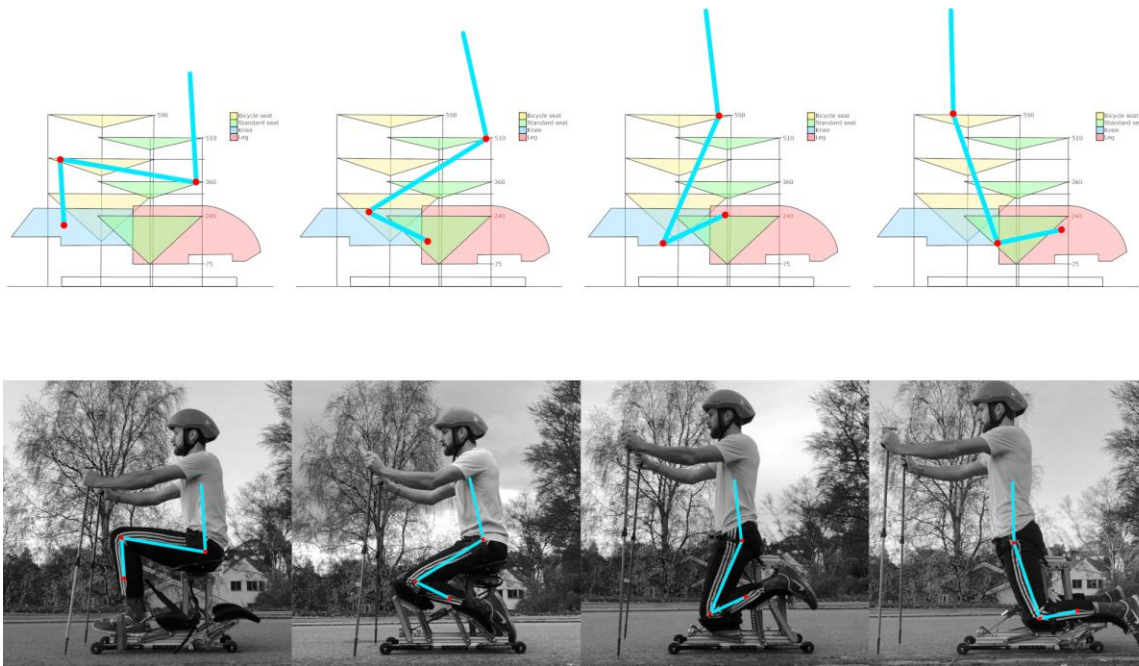 590
510
360
240
75
Bicycle seat
Standard seat
Knee
Leg
590
510
360
240
75
Bicycle seat
Standard seat
Knee
Leg
590
510
360
240
75
Bicycle seat
Standard seat
Knee
Leg
590
510
360
240
75
Bicycle seat
Standard se
Knee
Leg